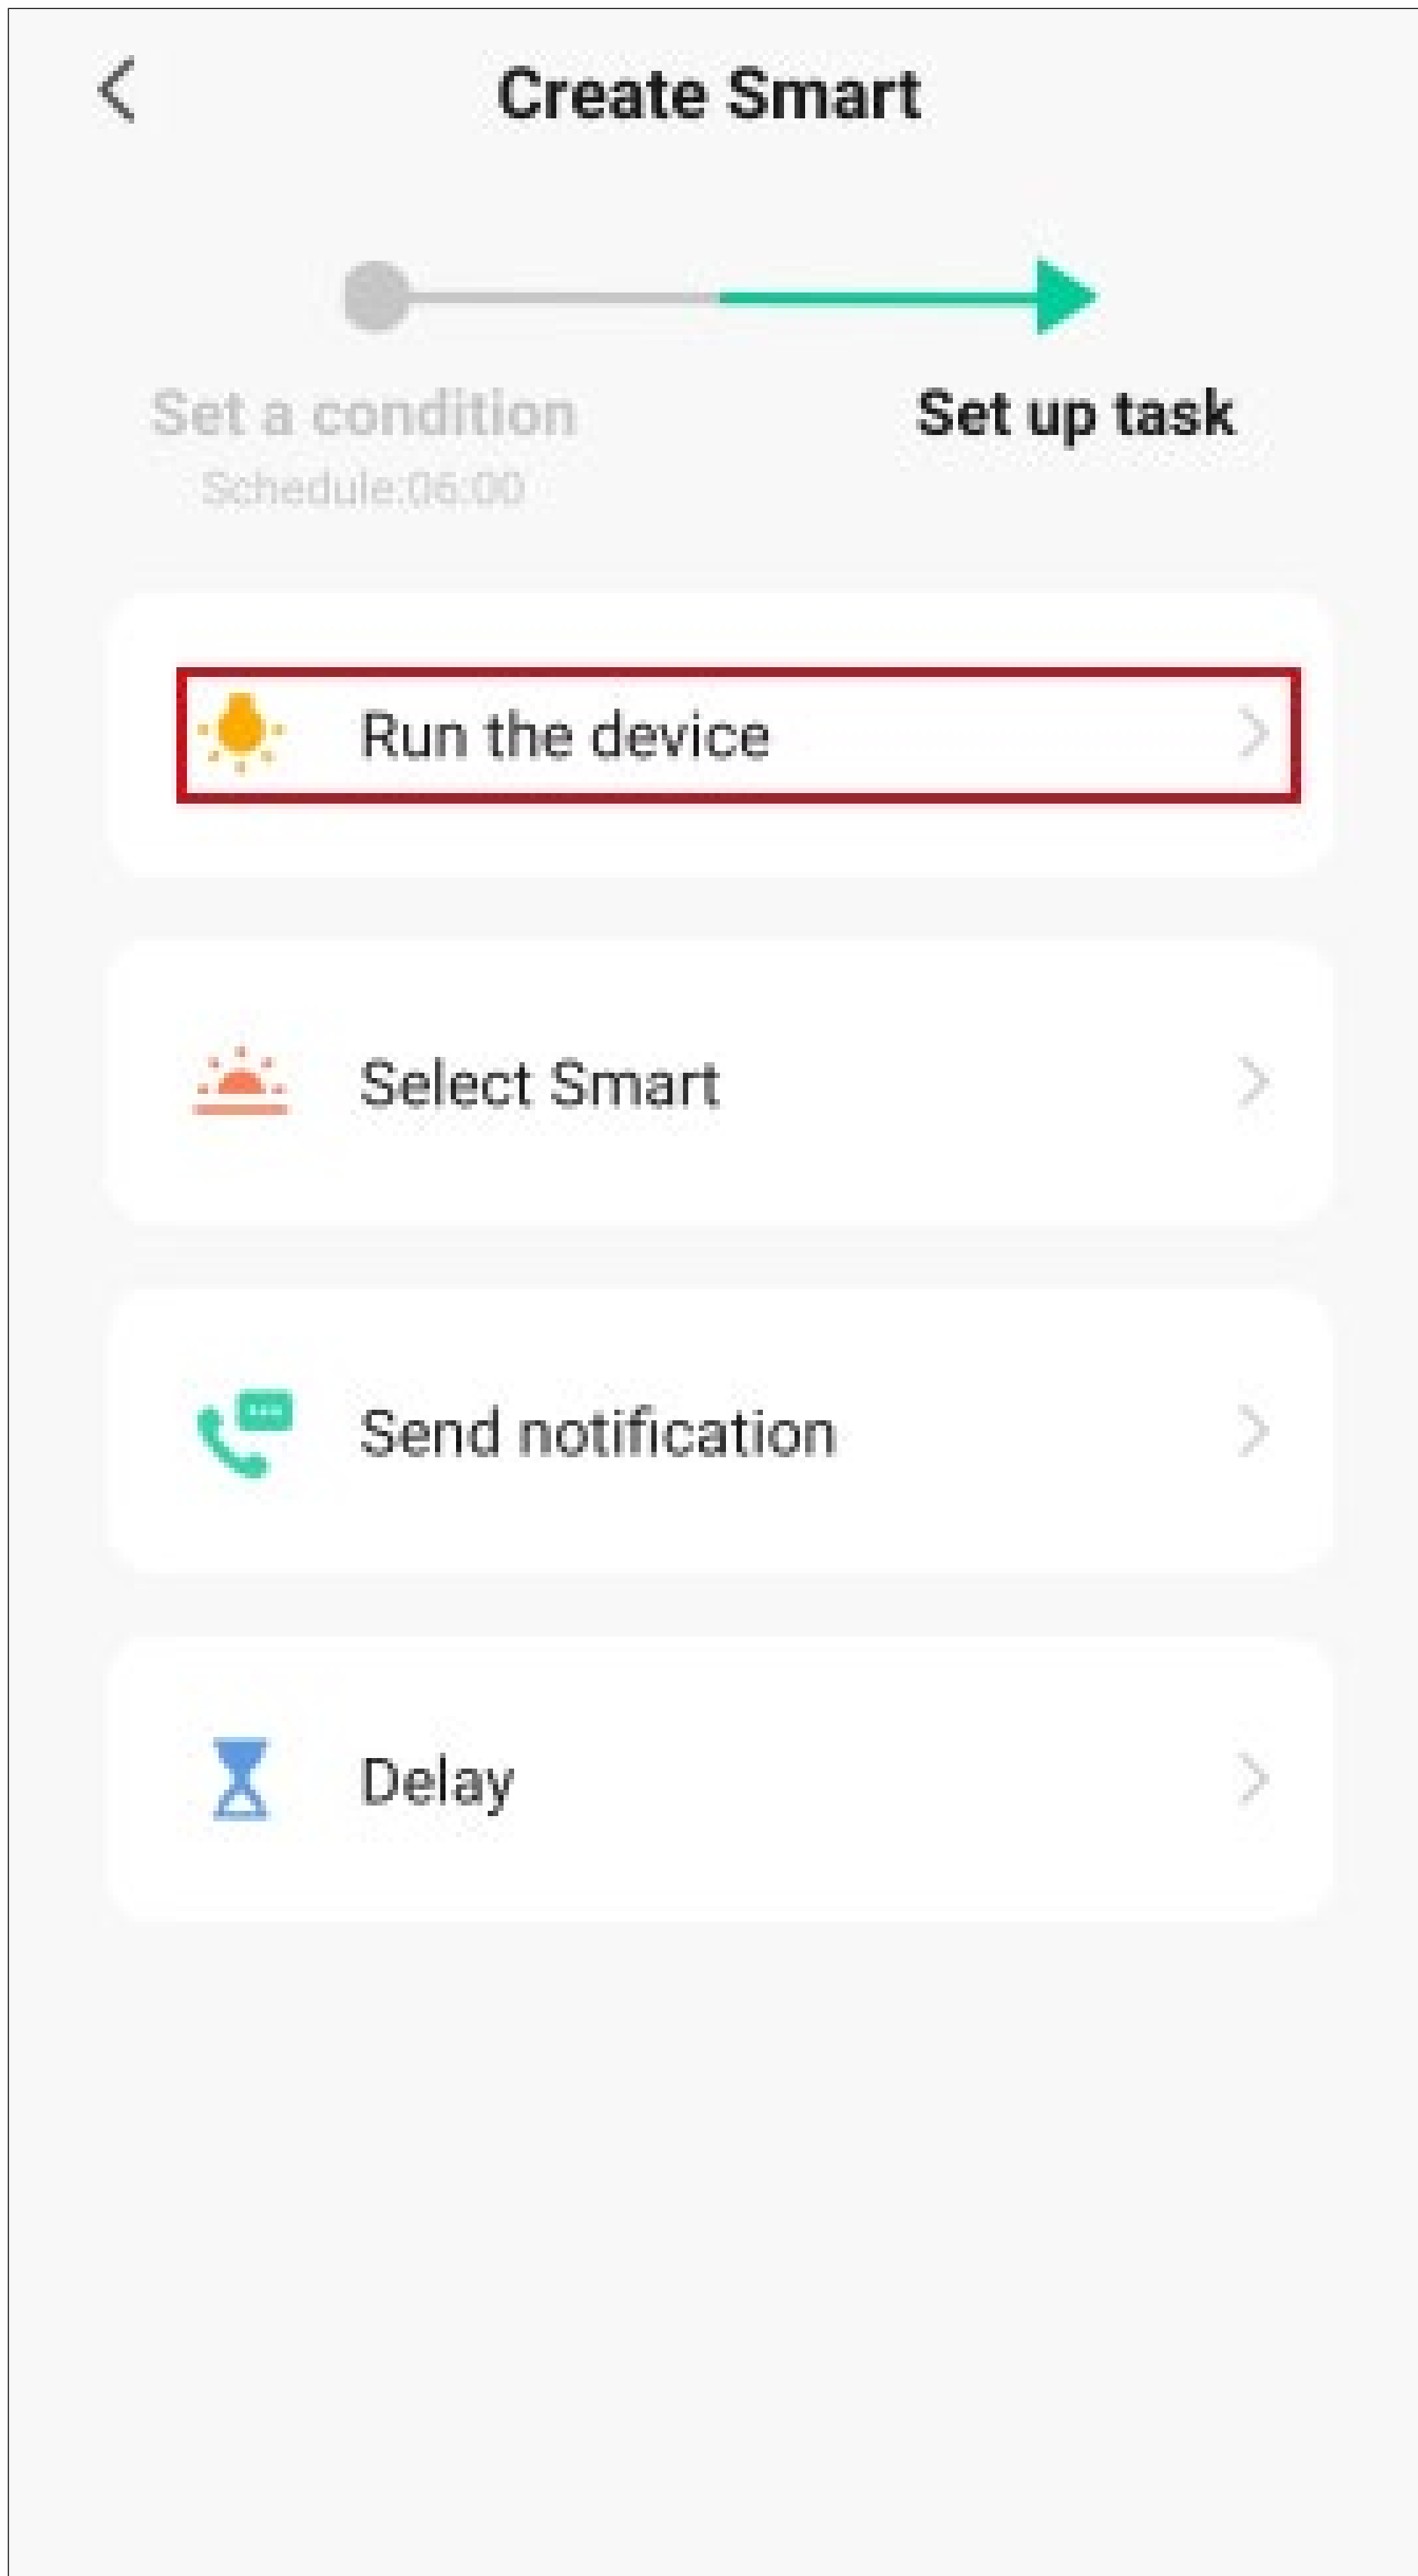 Create Smart
Set a condition
Set up task
Schedule:06:00
Run the device
Select Smart
Send notification
Delay